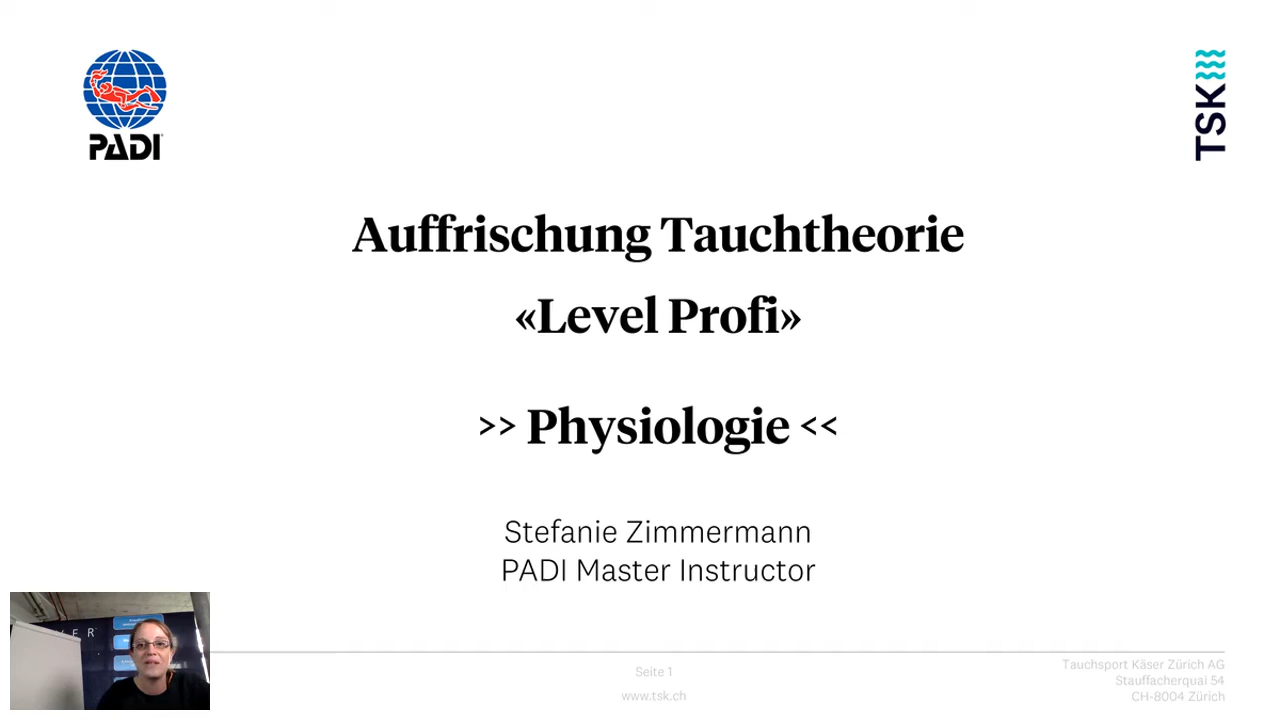 PADI
TSK
Auffrischung Tauchtheorie
«Level Profi»
>> Physiologie <<
Stefanie Zimmermann
PADI Master Instructor
Seite 1
www.tsk.ch
Tauchsport Käser Zürich AG
Stauffacherquai 54
CH-8004 Zürich